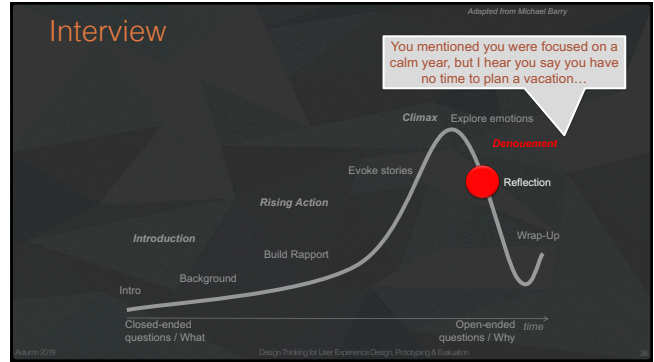 Adapted from Michael Barry
Interview
You mentioned you were focused on a
calm year, but I hear you say you have
no time to plan a vacation…
Climax
Explore emotions
Denouement
Evoke stories
Reflection
Rising Action
Introduction
Wrap-Up
Build Rapport
Background
Intro
Closed-ended
questions / What
Open-ended
questions / Why
time
Autumn 2019
Design Thinking for User Experience Design, Prototyping & Evaluation